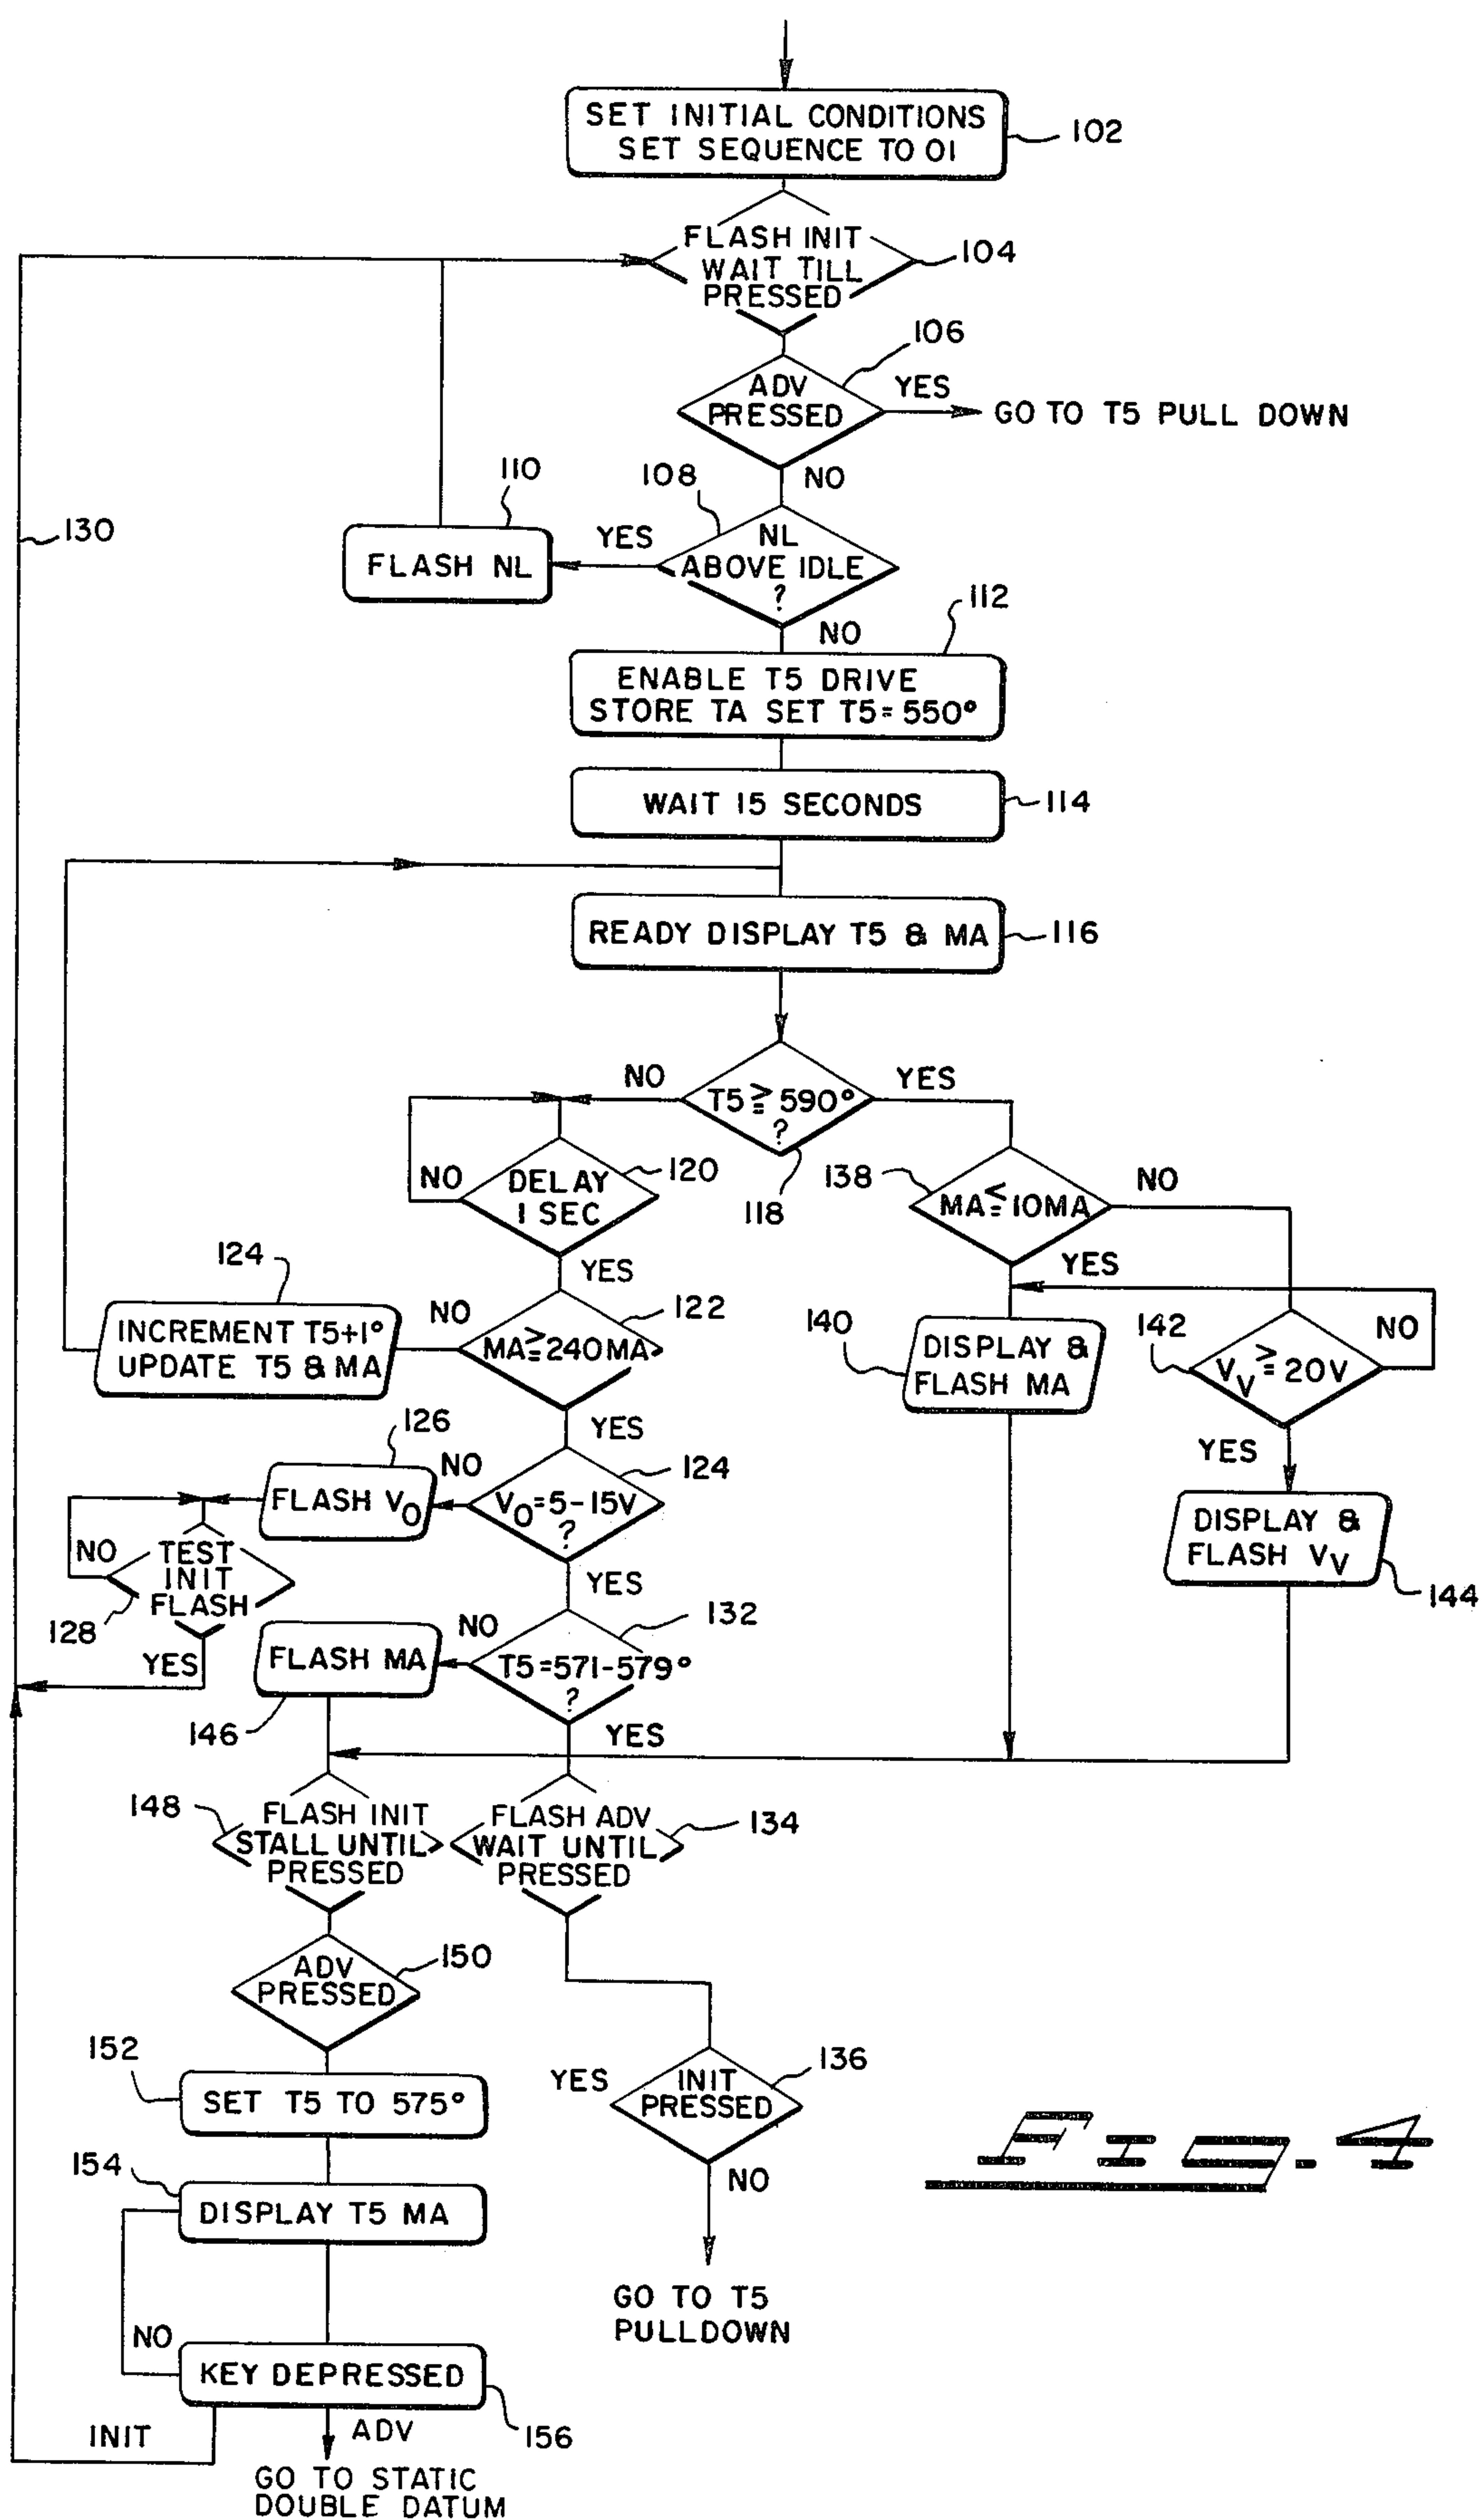 SET INITIAL CONDITIONS
SET SEQUENCE TO 01
102
FLASH INIT
WAIT TILL
PRESSED
104
106
ADV
PRESSED
YES
GO TO T5 PULL DOWN
NO
108
110
YES
NL
ABOVE IDLE
?
FLASH NL
130
NO
112
ENABLE T5 DRIVE
STORE TA SET T5=550°
WAIT 15 SECONDS
114
READY DISPLAY T5 & MA
116
NO
YES
T5≧590°
?
118
NO
DELAY
1 SEC
120
138
MA≦10MA
NO
YES
YES
124
INCREMENT T5+1°
UPDATE T5 & MA
NO
122
MA≧240MA
140
DISPLAY &
FLASH MA
142
VV≧20V
NO
YES
126
NO
FLASH VO
124
VO=5-15V
?
YES
DISPLAY &
FLASH VV
144
NO
TEST
INIT
FLASH
128
YES
YES
132
NO
FLASH MA
T5=571-579°
?
146
YES
148
FLASH INIT
STALL UNTIL
PRESSED
FLASH ADV
WAIT UNTIL
PRESSED
134
ADV
PRESSED
150
152
SET T5 TO 575°
YES
INIT
PRESSED
136
NO
154
DISPLAY T5 MA
GO TO T5
PULLDOWN
NO
KEY DEPRESSED
156
INIT
ADV
GO TO STATIC
DOUBLE DATUM
FIG. 4